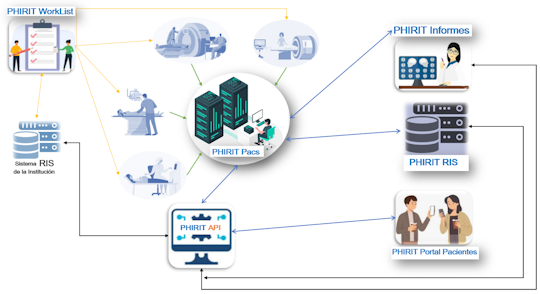 PHIRIT WorkList
PHIRIT Informes
PHIRIT Pacs
Sistema RIS
de la Institución
PHIRIT RIS
PHIRIT API
PHIRIT Portal Pacientes